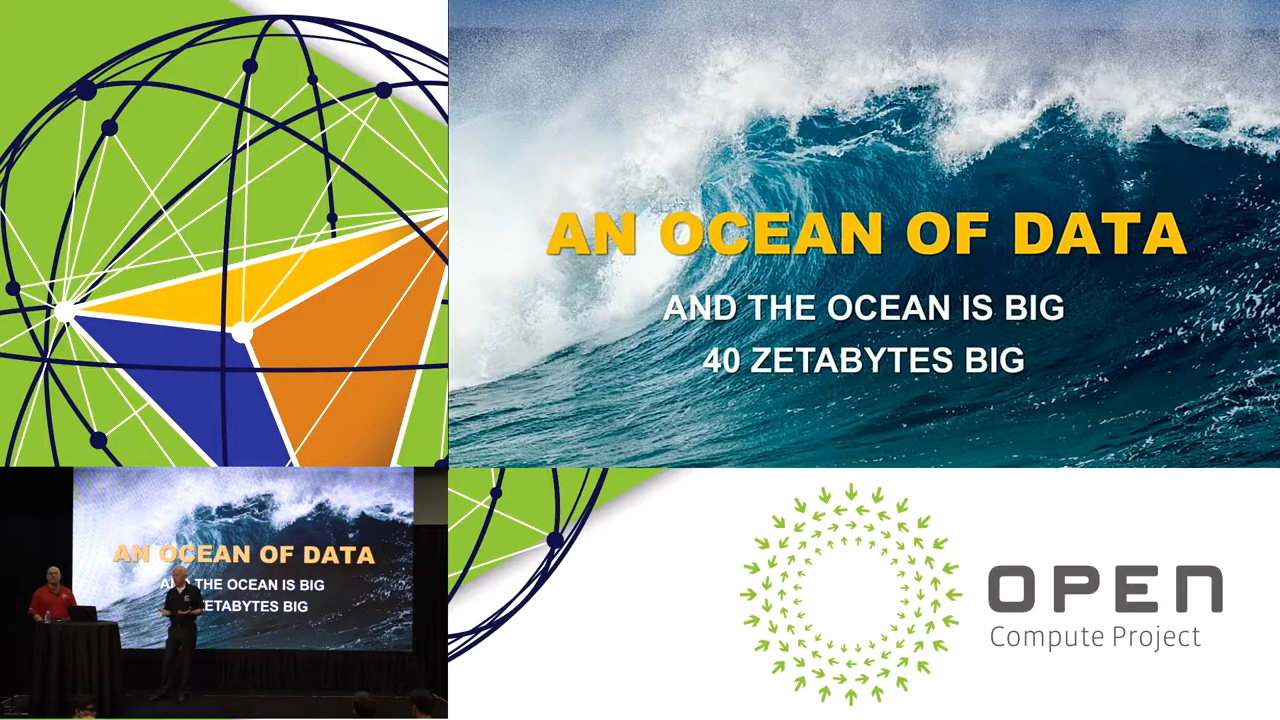 AN OCEAN OF DATA
AND THE OCEAN IS BIG
40 ZETABYTES BIG
AN OCEAN OF DATA
AND THE OCEAN IS BIG
ZETABYTES BIG
OPEN
Compute Project